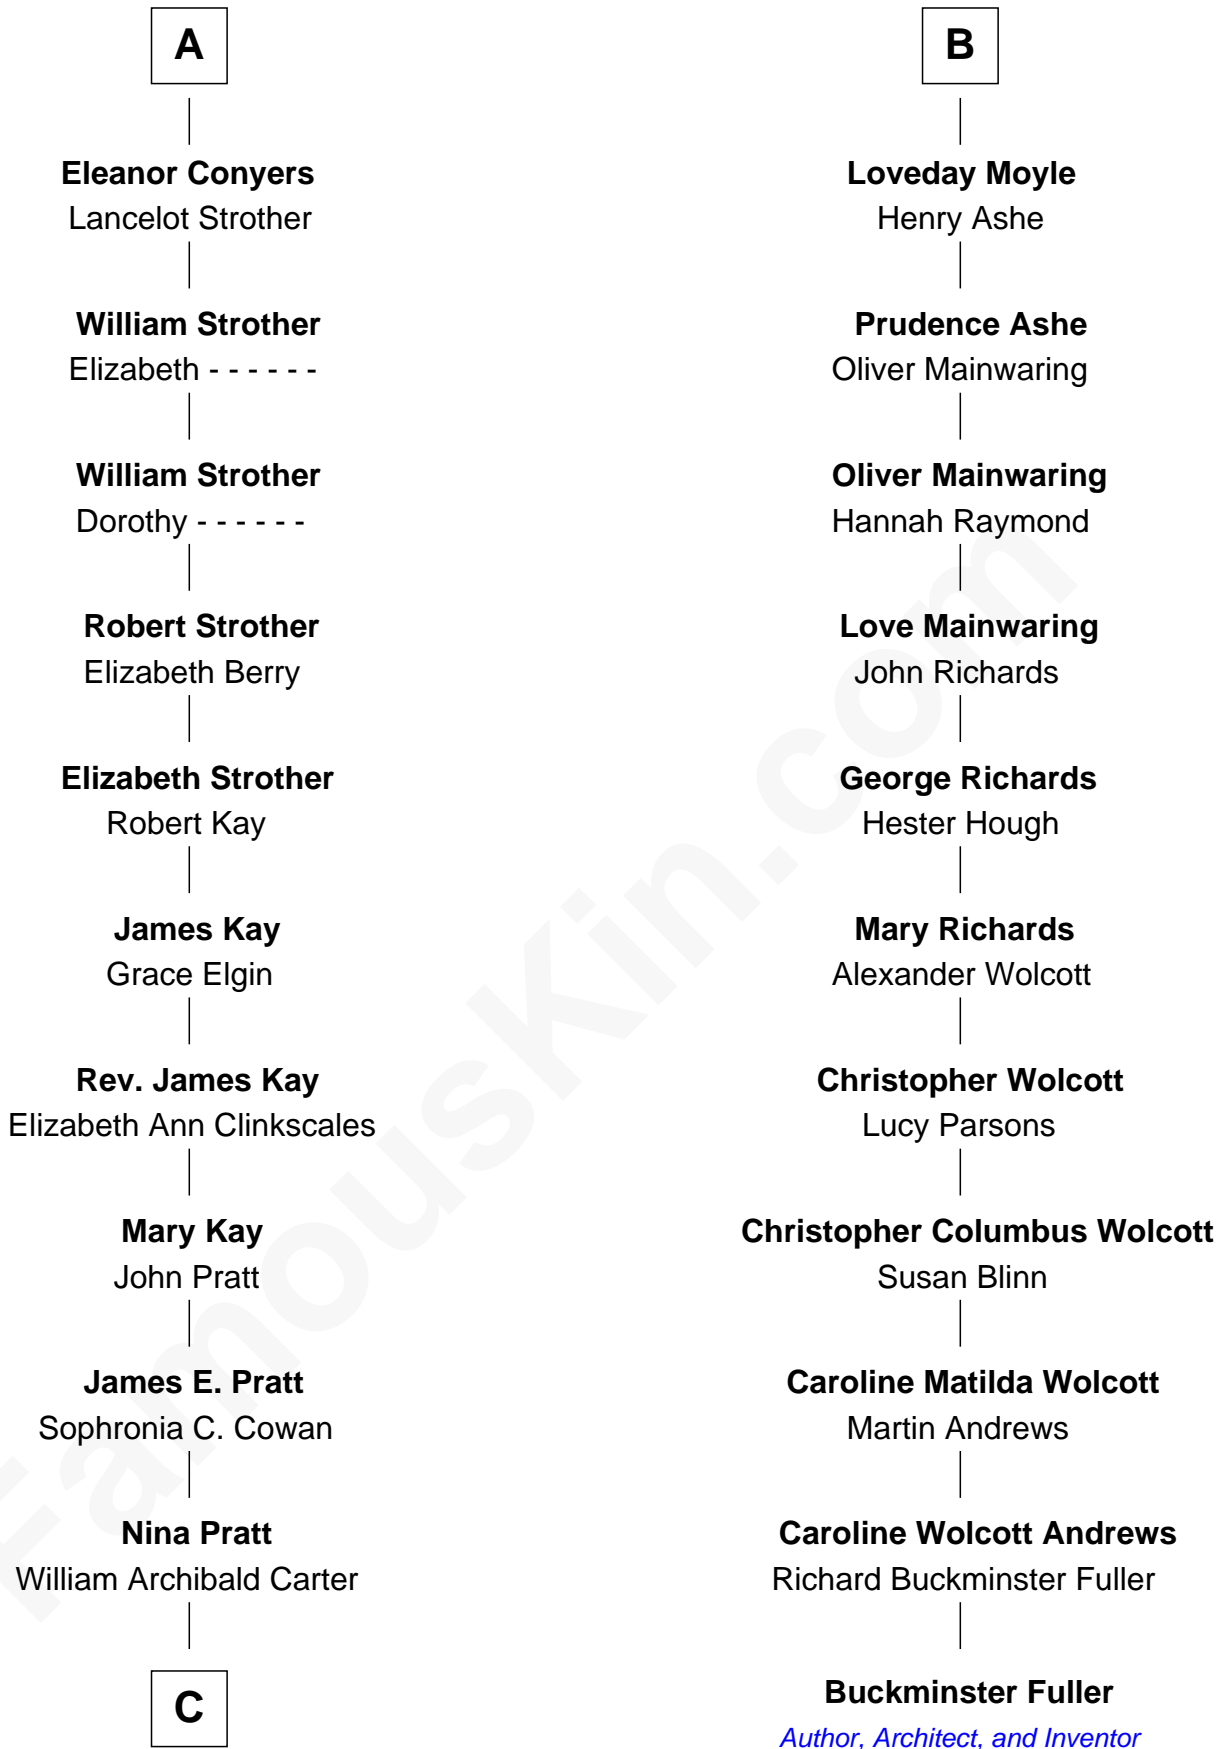 A
Eleanor Conyers
Lancelot Strother
William Strother
Elizabeth - - - - - -
William Strother
Dorothy - - - - - -
Robert Strother
Elizabeth Berry
Elizabeth Strother
Robert Kay
James Kay
Grace Elgin
Rev. James Kay
Elizabeth Ann Clinkscales
Mary Kay
John Pratt
James E. Pratt
Sophronia C. Cowan
Nina Pratt
William Archibald Carter
C
B
Loveday Moyle
Henry Ashe
Prudence Ashe
Oliver Mainwaring
Oliver Mainwaring
Hannah Raymond
Love Mainwaring
John Richards
George Richards
Hester Hough
Mary Richards
Alexander Wolcott
Christopher Wolcott
Lucy Parsons
Christopher Columbus Wolcott
Susan Blinn
Caroline Matilda Wolcott
Martin Andrews
Caroline Wolcott Andrews
Richard Buckminster Fuller
Buckminster Fuller
Author, Architect, and Inventor
FamousKin.com